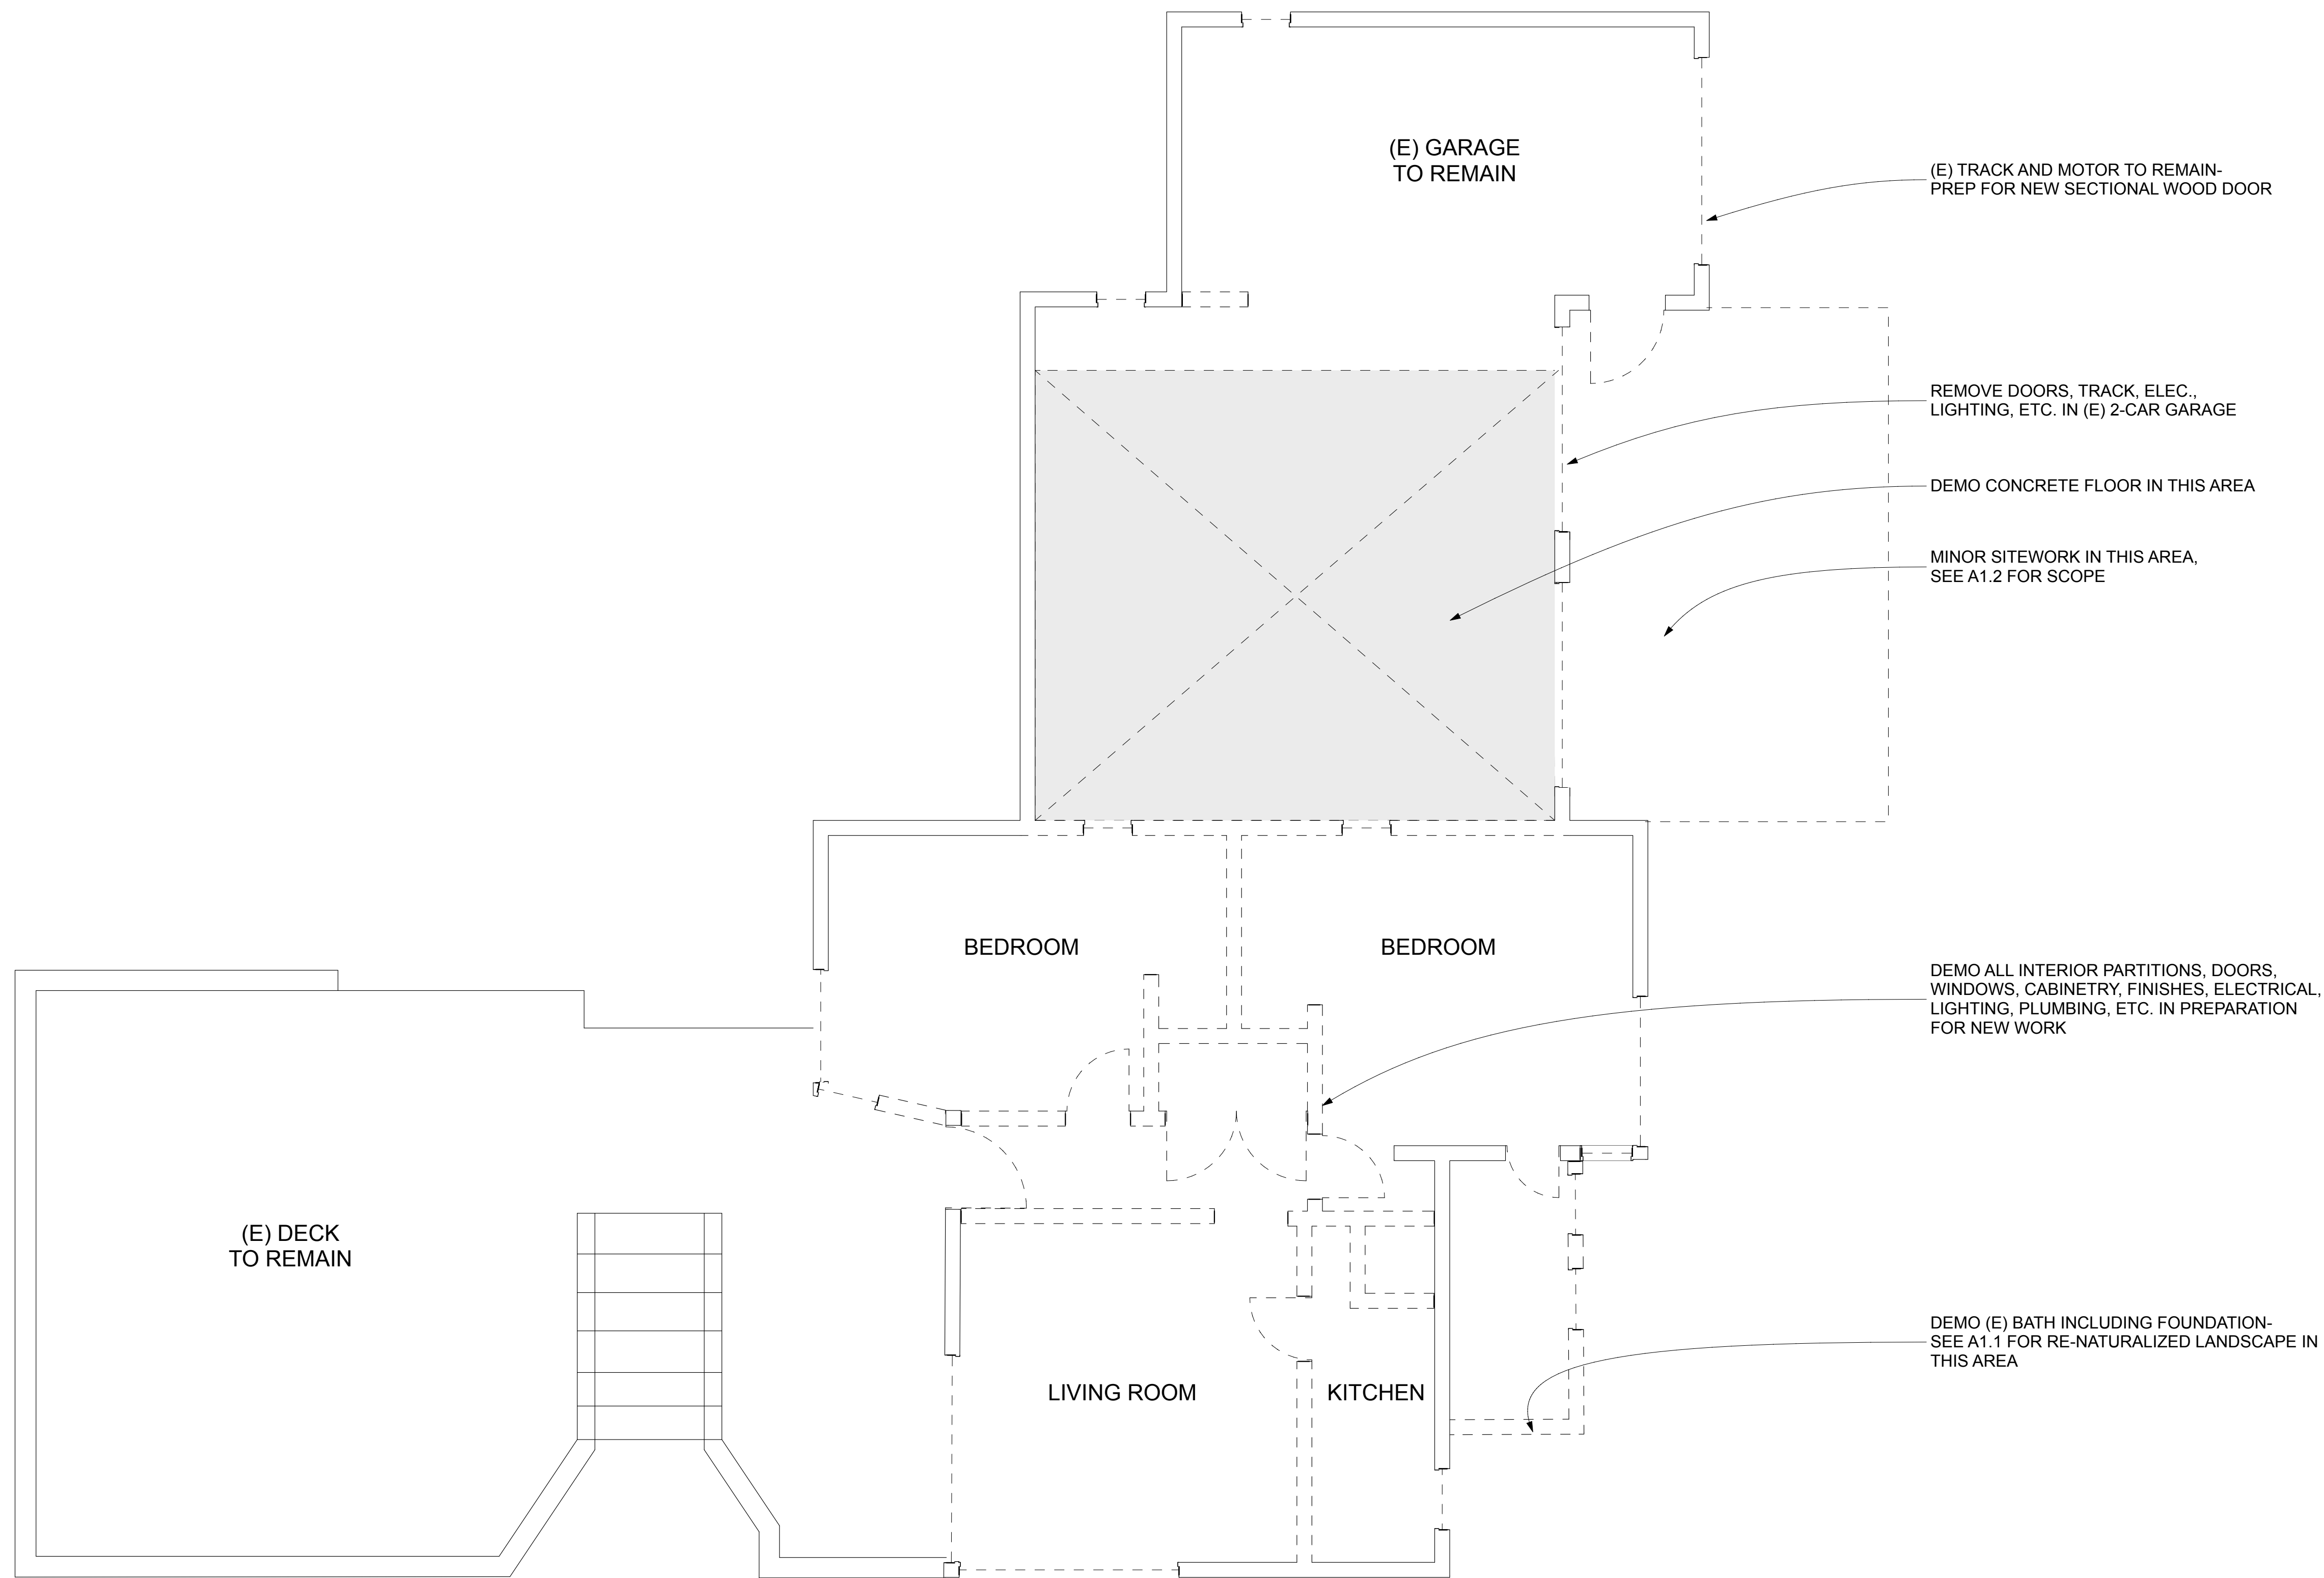 (E) GARAGE
TO REMAIN
(E) TRACK AND MOTOR TO REMAIN-
PREP FOR NEW SECTIONAL WOOD DOOR
REMOVE DOORS, TRACK, ELEC.,
LIGHTING, ETC. IN (E) 2-CAR GARAGE
DEMO CONCRETE FLOOR IN THIS AREA
MINOR SITEWORK IN THIS AREA,
SEE A1.2 FOR SCOPE
BEDROOM
BEDROOM
DEMO ALL INTERIOR PARTITIONS, DOORS,
WINDOWS, CABINETRY, FINISHES, ELECTRICAL,
LIGHTING, PLUMBING, ETC. IN PREPARATION
FOR NEW WORK
(E) DECK
TO REMAIN
LIVING ROOM
KITCHEN
DEMO (E) BATH INCLUDING FOUNDATION-
SEE A1.1 FOR RE-NATURALIZED LANDSCAPE IN
THIS AREA